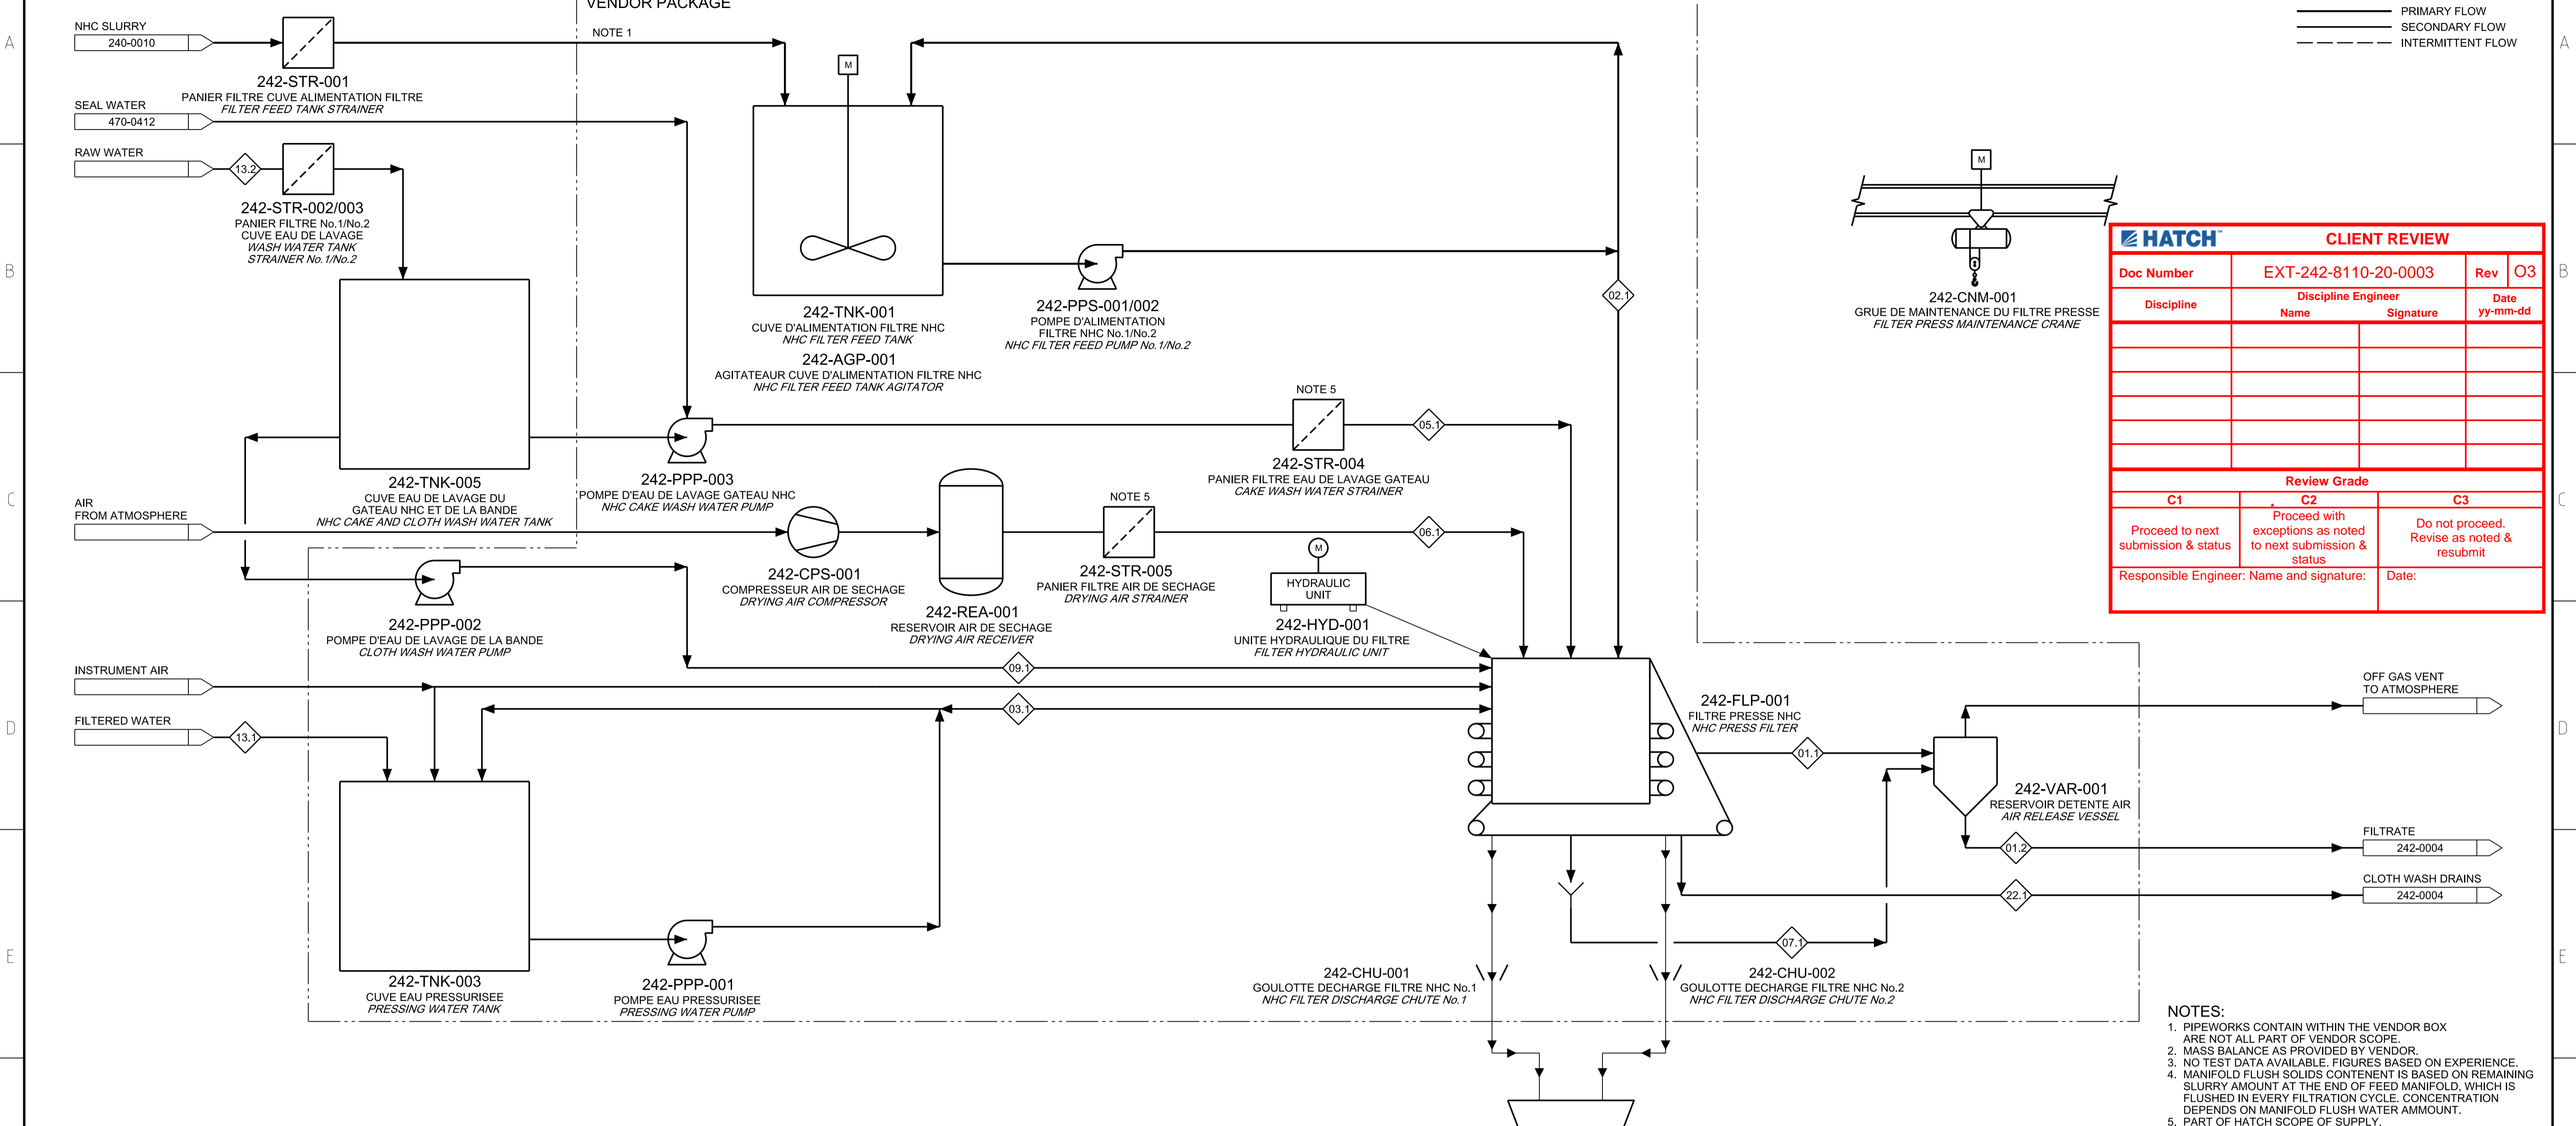 VENDOR PACKAGE
PRIMARY FLOW
SECONDARY FLOW
INTERMITTENT FLOW
A
A
B
B
C
C
D
D
E
E
NHC SLURRY
240-0010
NOTE 1
242-STR-001
PANIER FILTRE CUVE ALIMENTATION FILTRE
FILTER FEED TANK STRAINER
SEAL WATER
470-0412
RAW WATER
13.2
242-STR-002/003
PANIER FILTRE No.1/No.2
CUVE EAU DE LAVAGE
WASH WATER TANK
STRAINER No.1/No.2
M
242-TNK-001
CUVE D'ALIMENTATION FILTRE NHC
NHC FILTER FEED TANK
242-AGP-001
AGITATEAUR CUVE D'ALIMENTATION FILTRE NHC
NHC FILTER FEED TANK AGITATOR
242-PPS-001/002
POMPE D'ALIMENTATION
FILTRE NHC No.1/No.2
NHC FILTER FEED PUMP No.1/No.2
02.1
M
242-CNM-001
GRUE DE MAINTENANCE DU FILTRE PRESSE
FILTER PRESS MAINTENANCE CRANE
HATCH™
CLIENT REVIEW
Doc Number
EXT-242-8110-20-0003
Rev
O3
Discipline
Discipline Engineer
Name
Signature
Date
yy-mm-dd
Review Grade
C1
C2
C3
Proceed to next
submission & status
Proceed with
exceptions as noted
to next submission &
status
Do not proceed.
Revise as noted &
resubmit
Responsible Engineer: Name and signature:
Date:
242-TNK-005
CUVE EAU DE LAVAGE DU
GATEAU NHC ET DE LA BANDE
NHC CAKE AND CLOTH WASH WATER TANK
242-PPP-003
POMPE D'EAU DE LAVAGE GATEAU NHC
NHC CAKE WASH WATER PUMP
NOTE 5
05.1
242-STR-004
PANIER FILTRE EAU DE LAVAGE GATEAU
CAKE WASH WATER STRAINER
AIR
FROM ATMOSPHERE
242-CPS-001
COMPRESSEUR AIR DE SECHAGE
DRYING AIR COMPRESSOR
242-REA-001
RESERVOIR AIR DE SECHAGE
DRYING AIR RECEIVER
NOTE 5
242-STR-005
PANIER FILTRE AIR DE SECHAGE
DRYING AIR STRAINER
06.1
M
HYDRAULIC
UNIT
242-HYD-001
UNITE HYDRAULIQUE DU FILTRE
FILTER HYDRAULIC UNIT
242-PPP-002
POMPE D'EAU DE LAVAGE DE LA BANDE
CLOTH WASH WATER PUMP
09.1
INSTRUMENT AIR
03.1
FILTERED WATER
13.1
242-FLP-001
FILTRE PRESSE NHC
NHC PRESS FILTER
01.1
OFF GAS VENT
TO ATMOSPHERE
242-VAR-001
RESERVOIR DETENTE AIR
AIR RELEASE VESSEL
01.2
FILTRATE
242-0004
22.1
CLOTH WASH DRAINS
242-0004
07.1
242-TNK-003
CUVE EAU PRESSURISEE
PRESSING WATER TANK
242-PPP-001
POMPE EAU PRESSURISEE
PRESSING WATER PUMP
242-CHU-001
GOULOTTE DECHARGE FILTRE NHC No.1
NHC FILTER DISCHARGE CHUTE No.1
242-CHU-002
GOULOTTE DECHARGE FILTRE NHC No.2
NHC FILTER DISCHARGE CHUTE No.2
NOTES:
1. PIPEWORKS CONTAIN WITHIN THE VENDOR BOX
ARE NOT ALL PART OF VENDOR SCOPE.
2. MASS BALANCE AS PROVIDED BY VENDOR.
3. NO TEST DATA AVAILABLE. FIGURES BASED ON EXPERIENCE.
4. MANIFOLD FLUSH SOLIDS CONTENENT IS BASED ON REMAINING
SLURRY AMOUNT AT THE END OF FEED MANIFOLD, WHICH IS
FLUSHED IN EVERY FILTRATION CYCLE. CONCENTRATION
DEPENDS ON MANIFOLD FLUSH WATER AMMOUNT.
5. PART OF HATCH SCOPE OF SUPPLY.